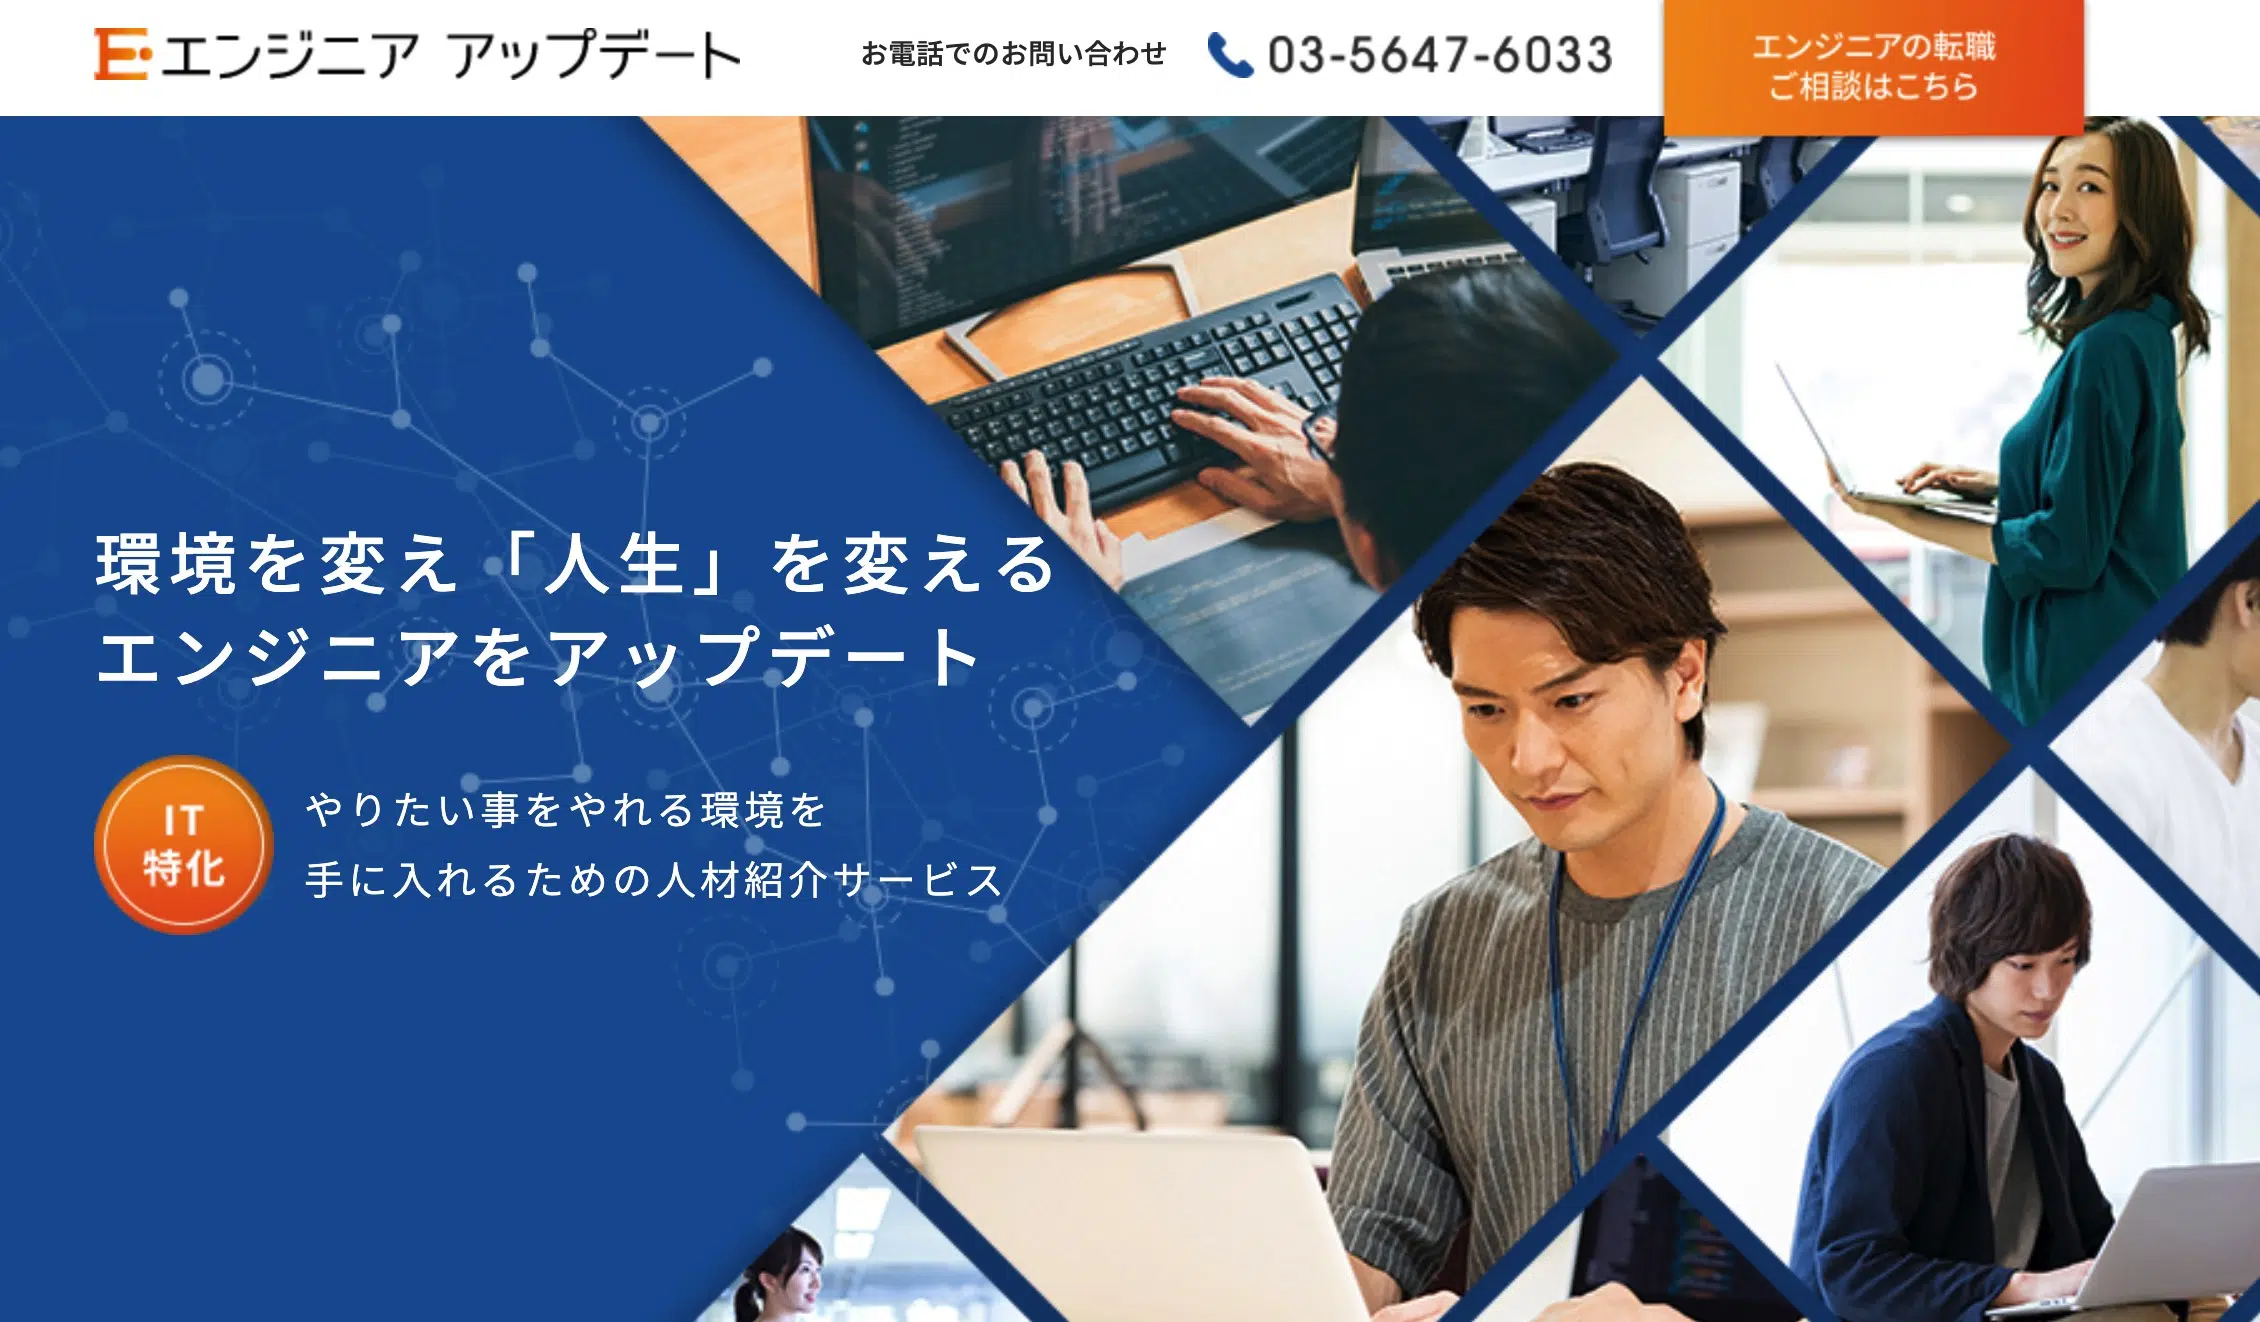 エンジニア アップデート
お電話でのお問い合わせ 03-5647-6033
エンジニアの転職
ご相談はこちら
環境を変え「人生」を変える
エンジニアをアップデート
IT
特化
やりたい事をやれる環境を
手に入れるための人材紹介サービス